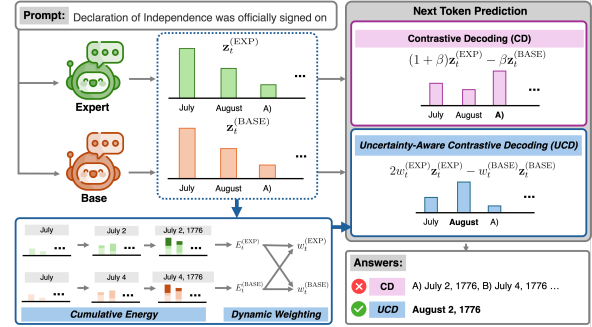 Prompt: Declaration of Independence was officially signed on
Next Token Prediction
Expert
z_t^(EXP)
July August A) ...
Base
z_t^(BASE)
July August A) ...
Contrastive Decoding (CD)
(1 + β)z_t^(EXP) − βz_t^(BASE)
July August A) ...
Uncertainty-Aware Contrastive Decoding (UCD)
2w_t^(EXP) z_t^(EXP) − w_t^(BASE) z_t^(BASE)
July August A) ...
July July 2 July 2, 1776
... ... ... E_t^(EXP) w_t^(EXP)
July July 4 July 4, 1776
... ... ... E_t^(BASE) w_t^(BASE)
Cumulative Energy Dynamic Weighting
Answers:
CD A) July 2, 1776, B) July 4, 1776 ...
UCD August 2, 1776